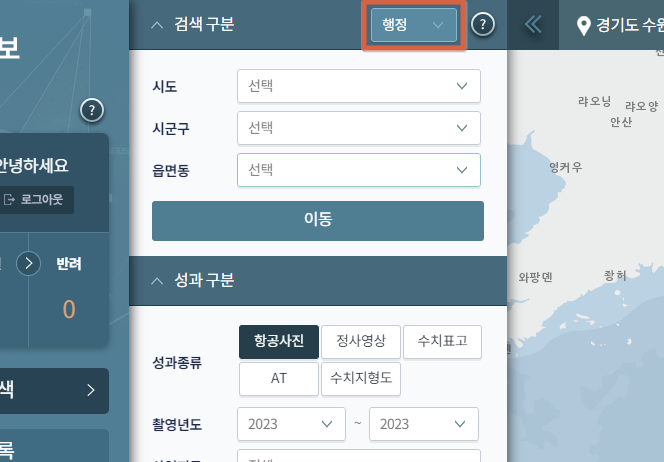 보
?
안녕하세요
로그아웃
반려
0
색
록
검색 구분
행정
?
시도
선택
시군구
선택
읍면동
선택
이동
성과 구분
성과종류
항공사진
정사영상
수치표고
AT
수치지형도
촬영년도
2023
~
2023
경기도 수원
랴오닝
랴오양
안산
잉커우
와팡뎬
좡허